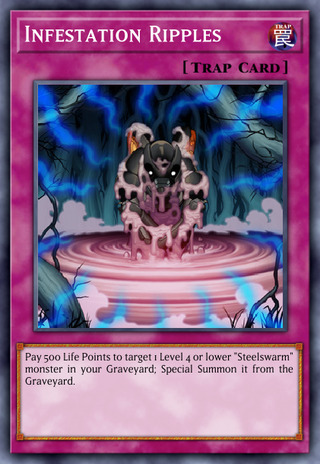 Infestation Ripples
TRAP
罠
[Trap Card]
Pay 500 Life Points to target 1 Level 4 or lower "Steelswarm"
monster in your Graveyard; Special Summon it from the
Graveyard.